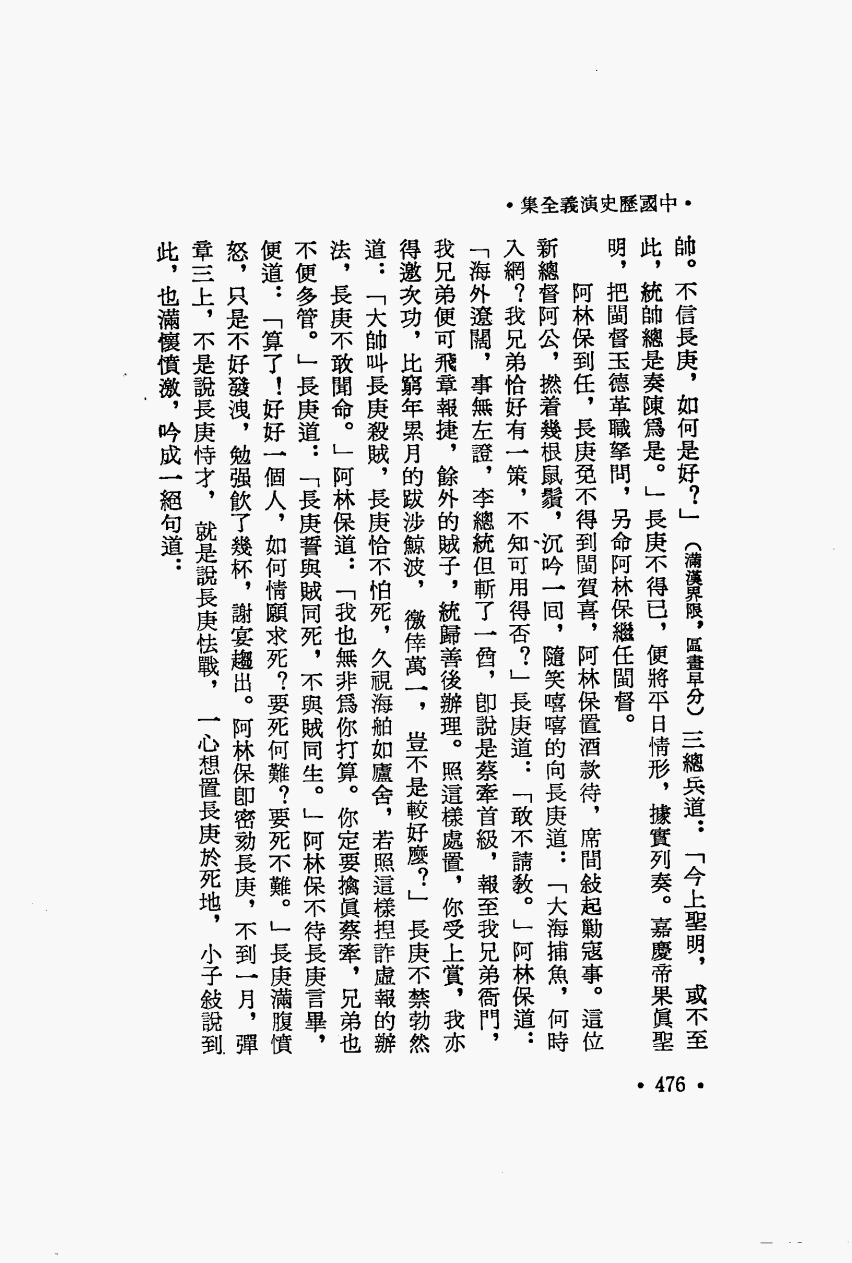 •中國歷史演義全集•
帥。不信長庚，如何是好？」（滿漢界限，區畫早分）三總兵道：「今上聖明，或不至
此，統帥總是奏陳爲是。」長庚不得已，便將平日情形，據實列奏。嘉慶帝果眞聖
明，把閩督玉德革職拏問，另命阿林保繼任閩督。
阿林保到任，長庚免不得到閩賀喜，阿林保置酒款待，席間敍起勦寇事。這位
新總督阿公，撚着幾根鼠鬚，沉吟一回，隨笑嘻嘻的向長庚道：「大海捕魚，何時
入網？我兄弟恰好有一策，不知可用得否？」長庚道：「敢不請教。」阿林保道：
「海外遼闊，事無左證，李總統但斬了一酋，卽說是蔡牽首級，報至我兄弟衙門，
我兄弟便可飛章報捷，餘外的賊子，統歸善後辦理。照這樣處置，你受上賞，我亦
得邀次功，比窮年累月的跋涉鯨波，徼倖萬一，豈不是較好麼？」長庚不禁勃然
道：「大帥叫長庚殺賊，長庚恰不怕死，久視海舶如廬舍，若照這樣揑詐虛報的辦
法，長庚不敢聞命。」阿林保道：「我也無非爲你打算。你定要擒眞蔡牽，兄弟也
不便多管。」長庚道：「長庚誓與賊同死，不與賊同生。」阿林保不待長庚言畢，
便道：「算了！好好一個人，如何情願求死？要死何難？要死不難。」長庚滿腹憤
怒，只是不好發洩，勉强飮了幾杯，謝宴趨出。阿林保卽密劾長庚，不到一月，彈
章三上，不是說長庚恃才，就是說長庚怯戰，一心想置長庚於死地，小子敍說到
此，也滿懷憤激，吟成一絕句道：
•476•